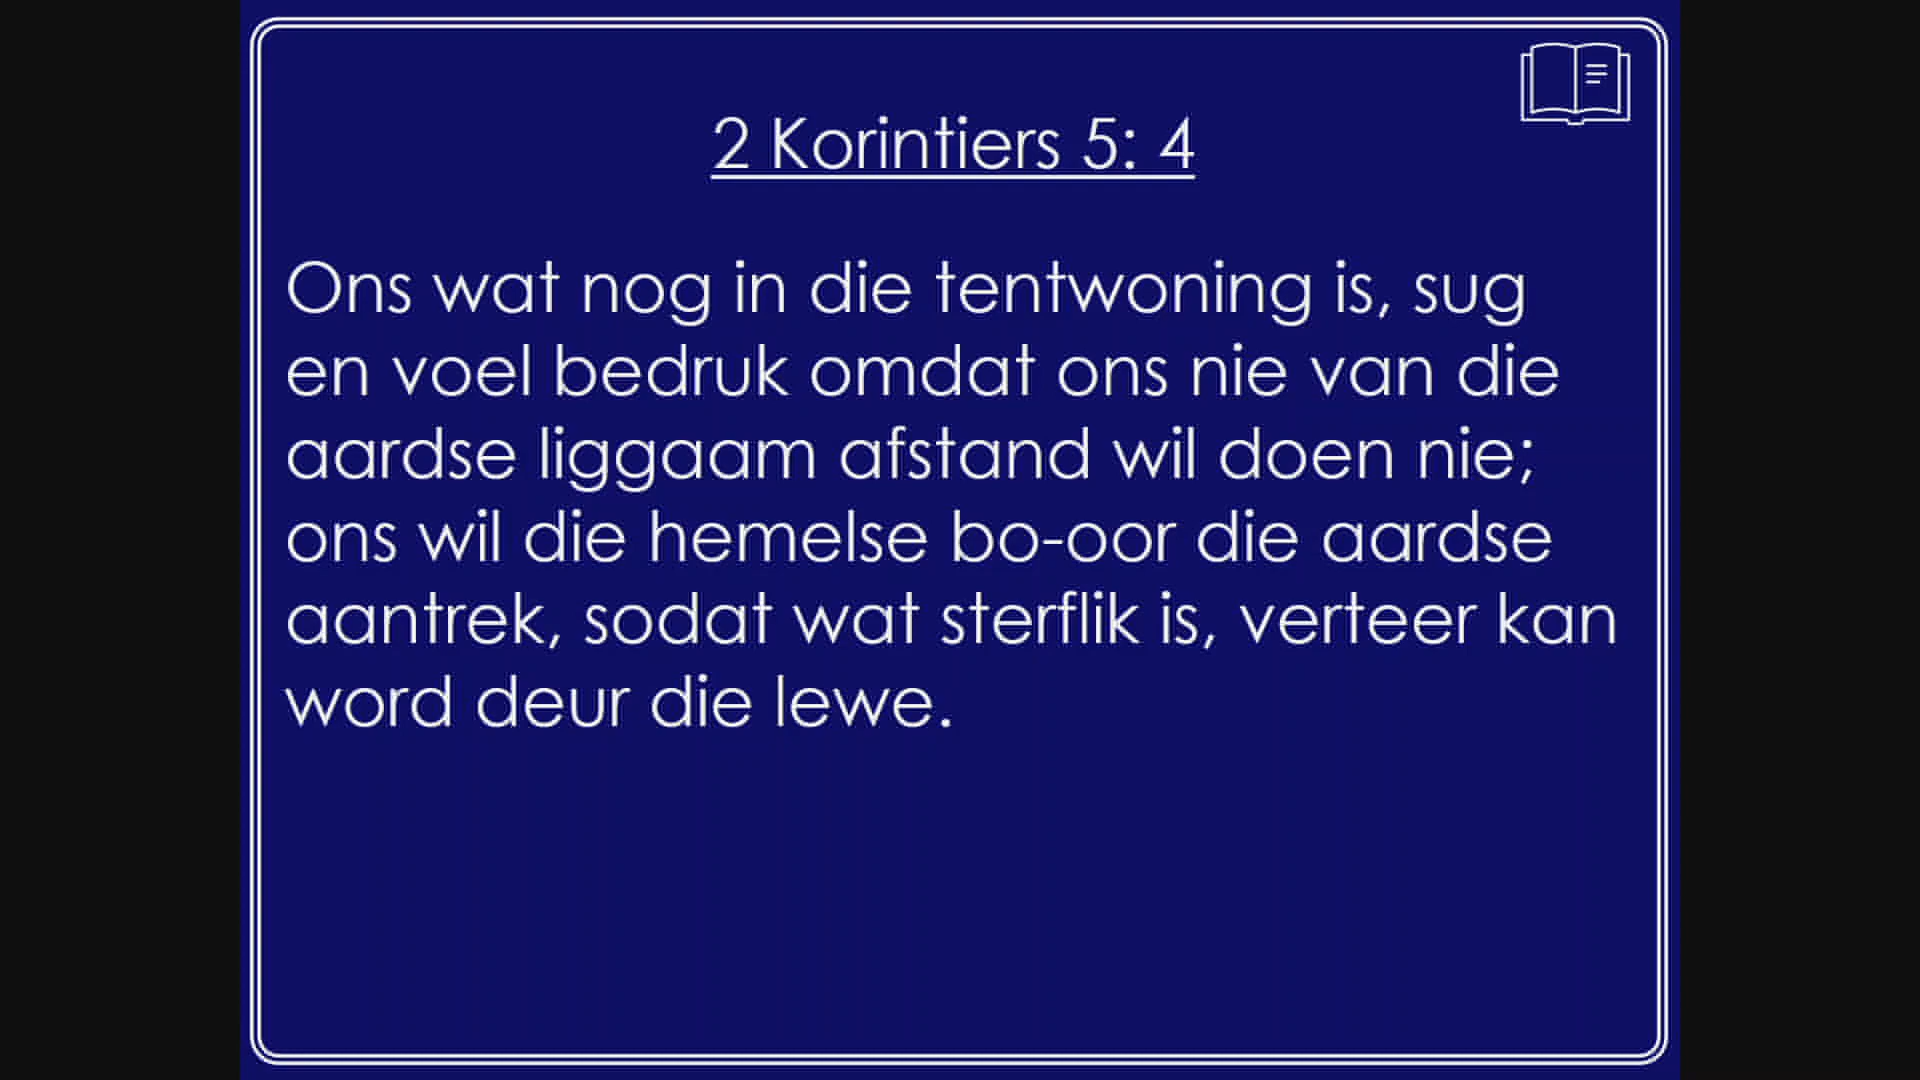 2 Korintiers 5: 4
Ons wat nog in die tentwoning is, sug
en voel bedruk omdat ons nie van die
aardse liggaam afstand wil doen nie;
ons wil die hemelse bo-oor die aardse
aantrek, sodat wat sterflik is, verteer kan
word deur die lewe.